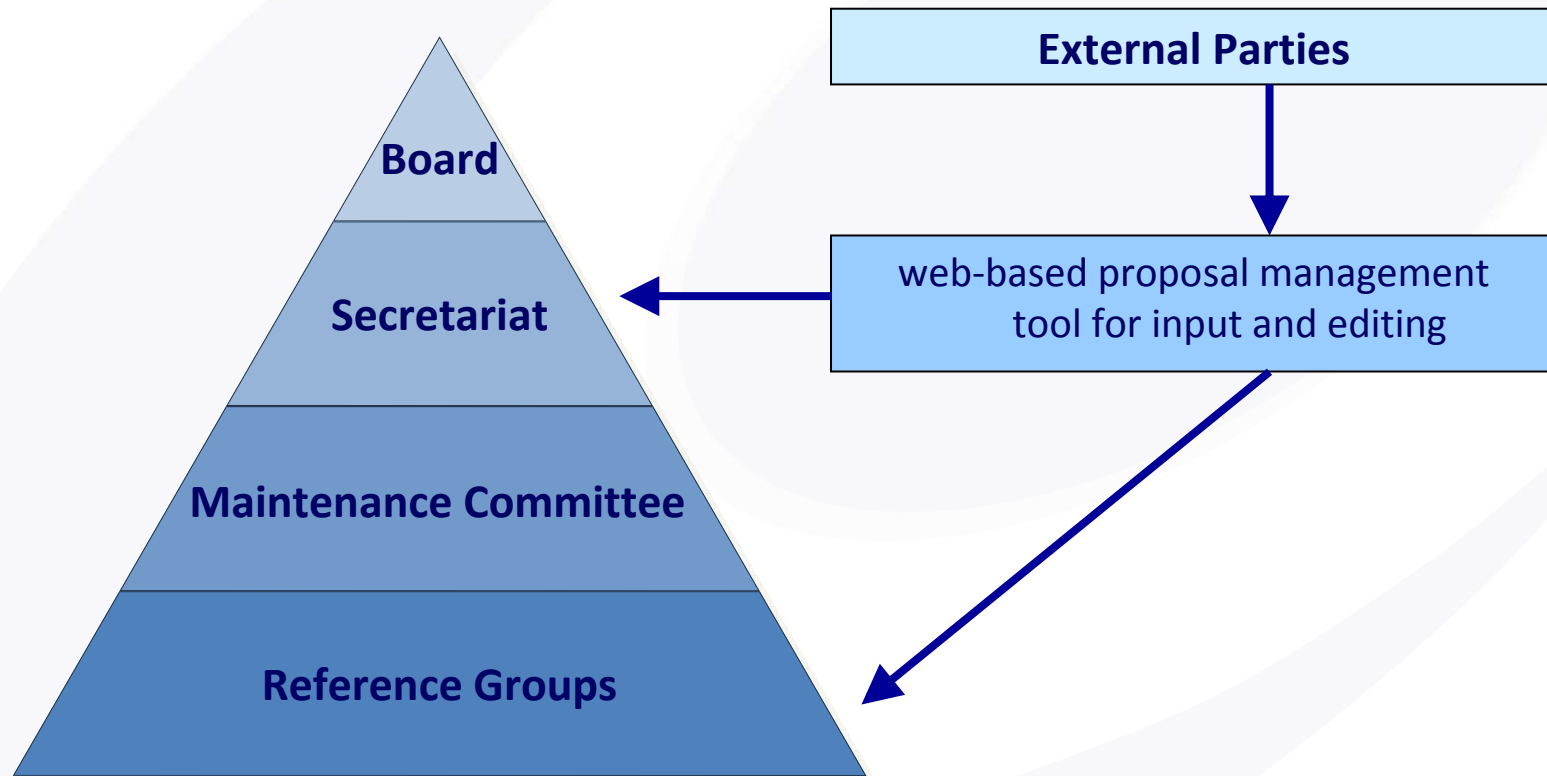 External Parties
Board
web-based proposal management
tool for input and editing
Secretariat
Maintenance Committee
Reference Groups